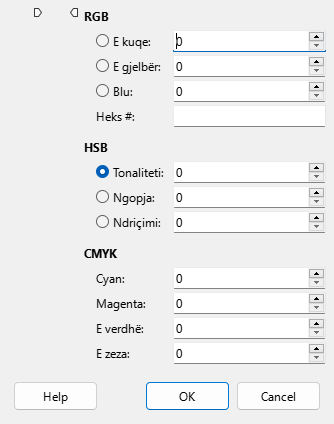 RGB
E kuqe: 0
E gjelbër: 0
Blu: 0
Heks #:
HSB
Tonaliteti: 0
Ngopja: 0
Ndriçimi: 0
CMYK
Cyan: 0
Magenta: 0
E verdhë: 0
E zeza: 0
Help OK Cancel